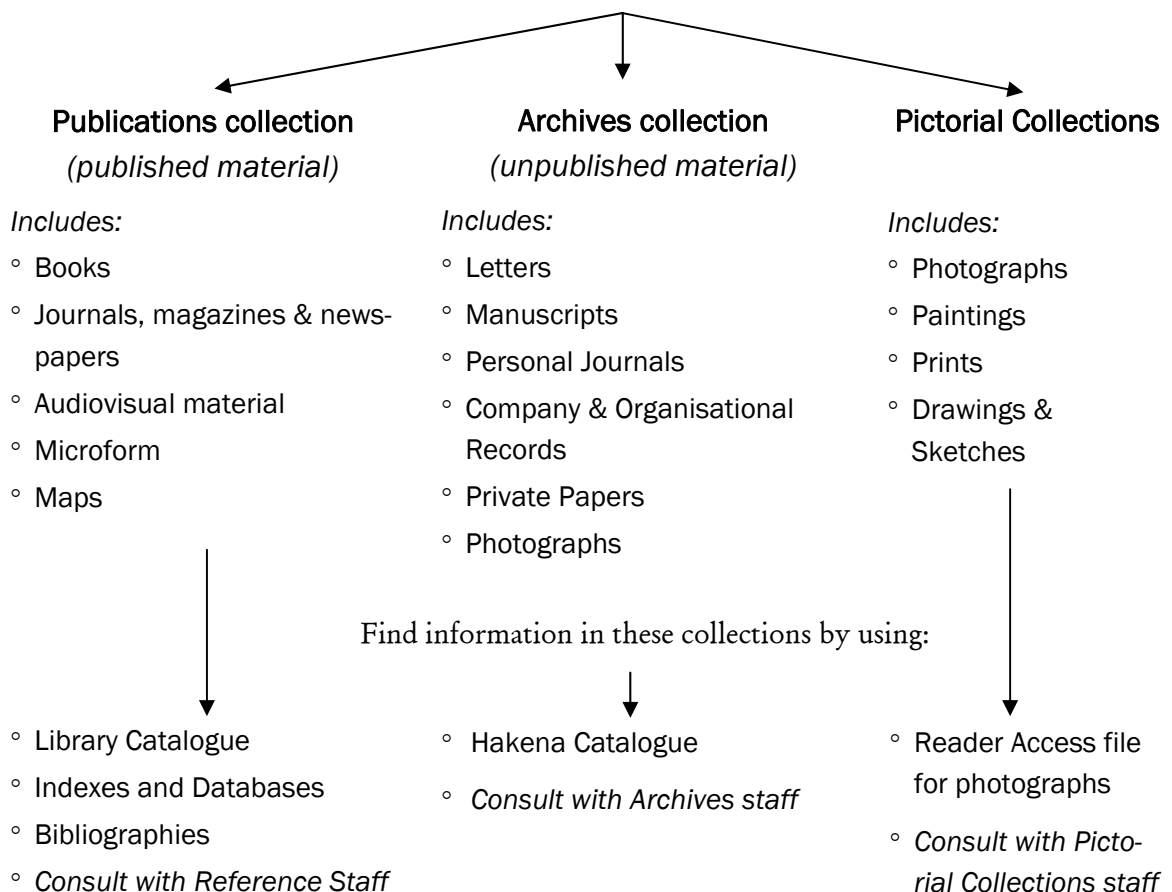 Publications collection
(published material)
Includes:
° Books
° Journals, magazines & news-
papers
° Audiovisual material
° Microform
° Maps
Archives collection
(unpublished material)
Includes:
° Letters
° Manuscripts
° Personal Journals
° Company & Organisational
Records
° Private Papers
° Photographs
Pictorial Collections
Includes:
° Photographs
° Paintings
° Prints
° Drawings &
Sketches
Find information in these collections by using:
° Library Catalogue
° Indexes and Databases
° Bibliographies
° Consult with Reference Staff
° Hakena Catalogue
° Consult with Archives staff
° Reader Access file
for photographs
° Consult with Picto-
rial Collections staff